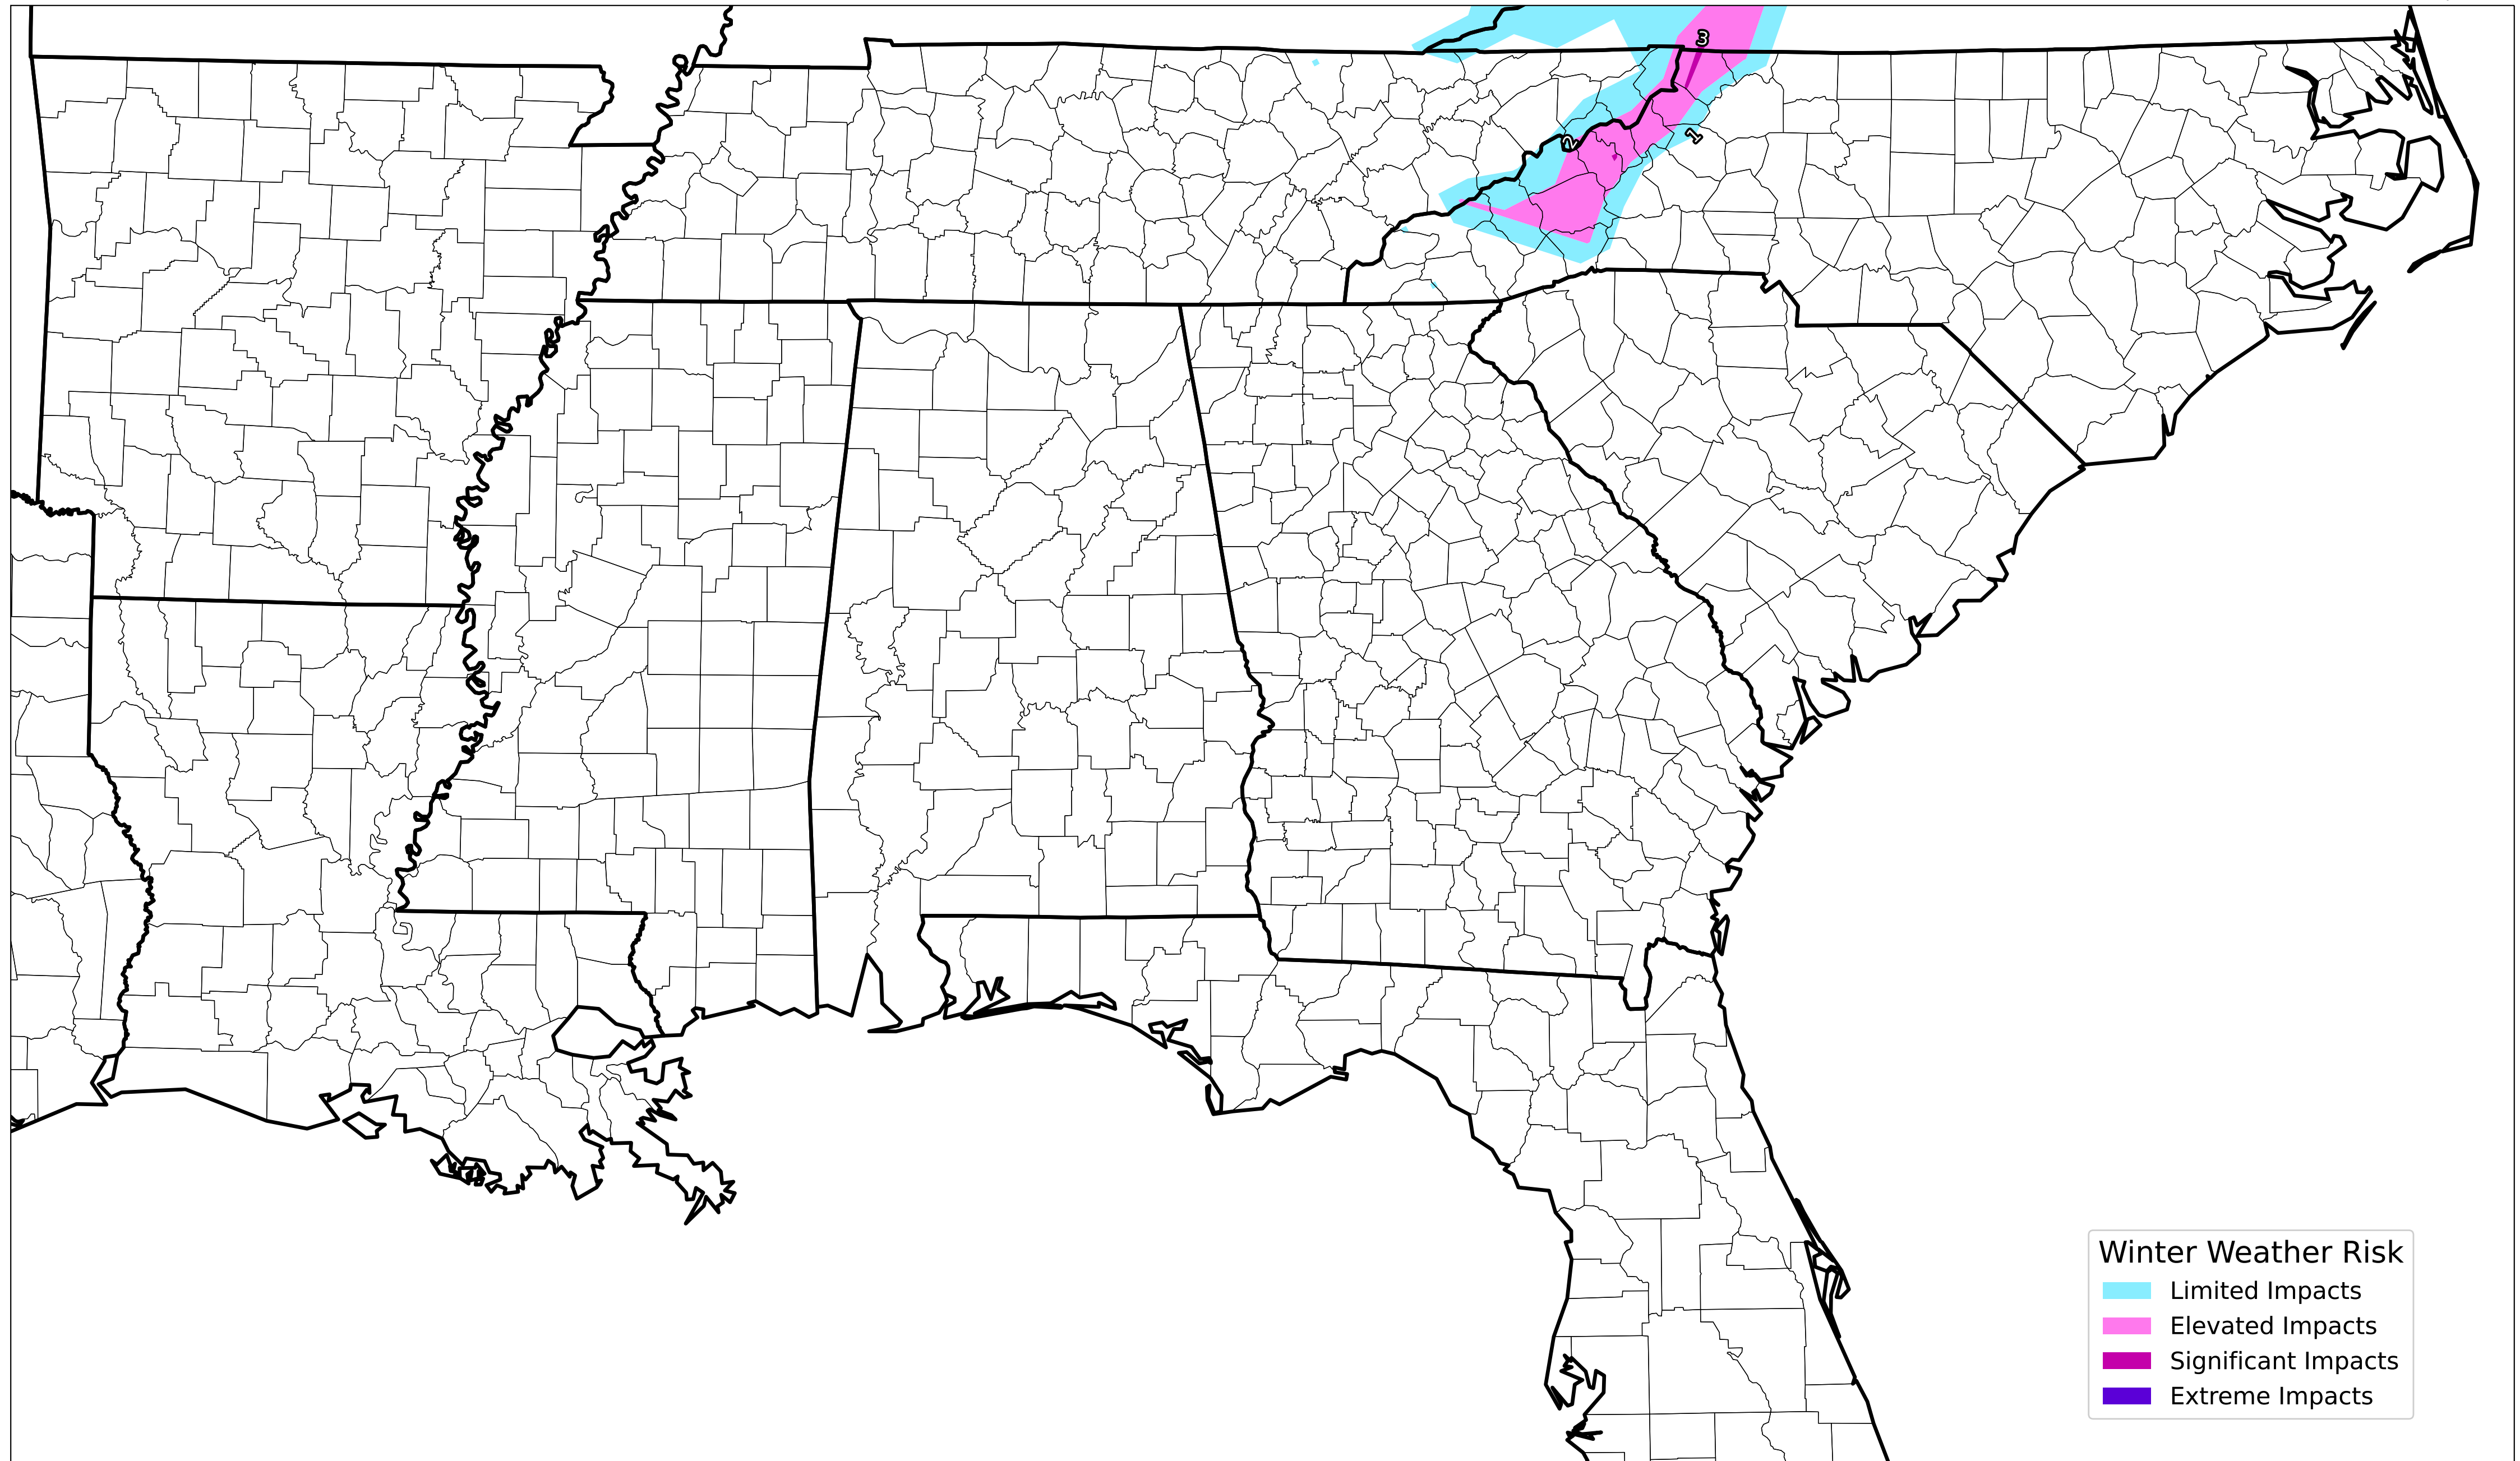 3
2
1
Winter Weather Risk
Limited Impacts
Elevated Impacts
Significant Impacts
Extreme Impacts